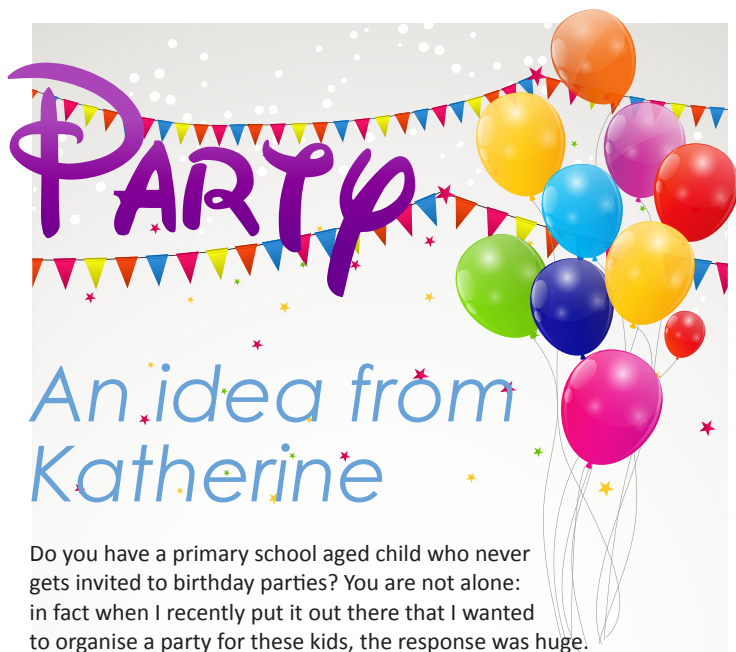 PARTY
An idea from
Katherine
Do you have a primary school aged child who never
gets invited to birthday parties? You are not alone:
in fact when I recently put it out there that I wanted
to organise a party for these kids, the response was huge.